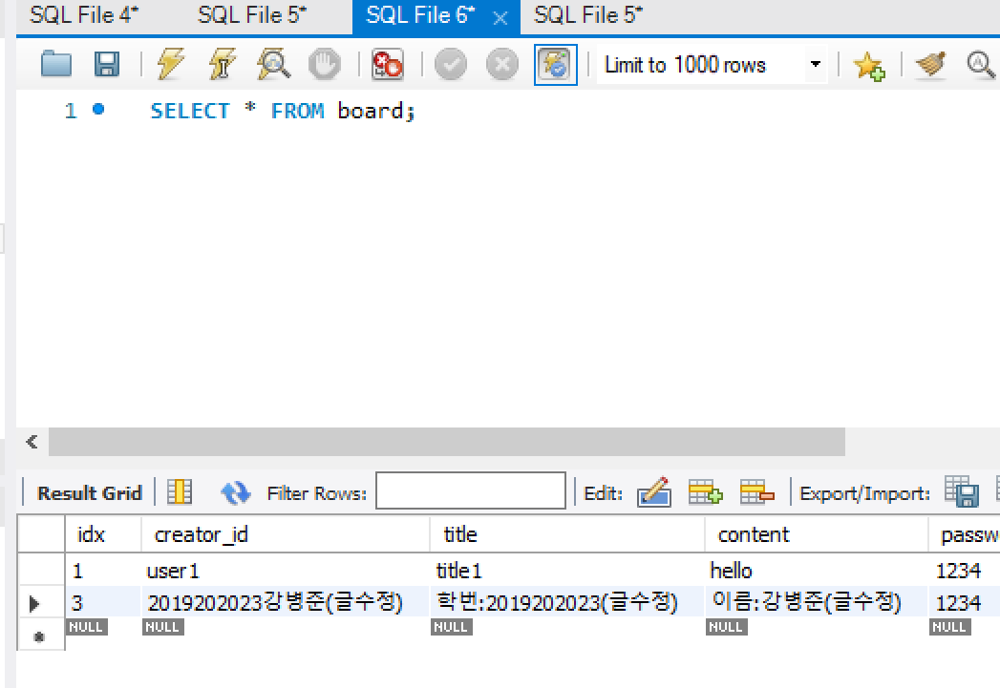 SQL File 4* SQL File 5* SQL File 6* SQL File 5*
Limit to 1000 rows
1 SELECT * FROM board;
Result Grid Filter Rows: Edit: Export/Import:
idx creator_id title content passw
1 user1 title1 hello 1234
3 2019202023강병준(글수정) 학번:2019202023(글수정) 이름:강병준(글수정) 1234
NULL NULL NULL NULL NULL